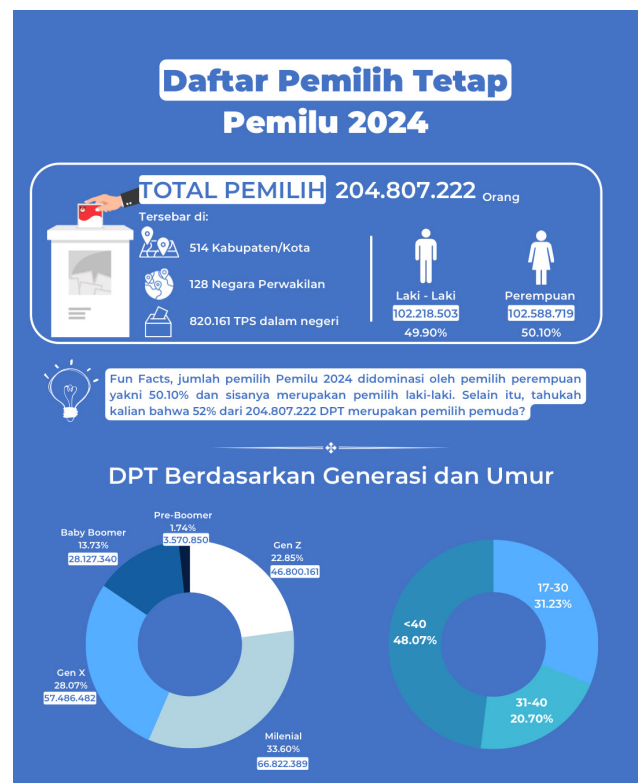 Daftar Pemilih Tetap
Pemilu 2024
TOTAL PEMILIH 204.807.222 Orang
Tersebar di:
514 Kabupaten/Kota
128 Negara Perwakilan
820.161 TPS dalam negeri
Laki - Laki
102.218.503
49.90%
Perempuan
102.588.719
50.10%
Fun Facts, jumlah pemilih Pemilu 2024 didominasi oleh pemilih perempuan
yakni 50.10% dan sisanya merupakan pemilih laki-laki. Selain itu, tahukah
kalian bahwa 52% dari 204.807.222 DPT merupakan pemilih pemuda?
DPT Berdasarkan Generasi dan Umur
Pre-Boomer
1.74%
3.570.850
Baby Boomer
13.73%
28.127.340
Gen Z
22.85%
46.800.161
Gen X
28.07%
57.486.482
Milenial
33.60%
66.822.389
17-30
31.23%
<40
48.07%
31-40
20.70%